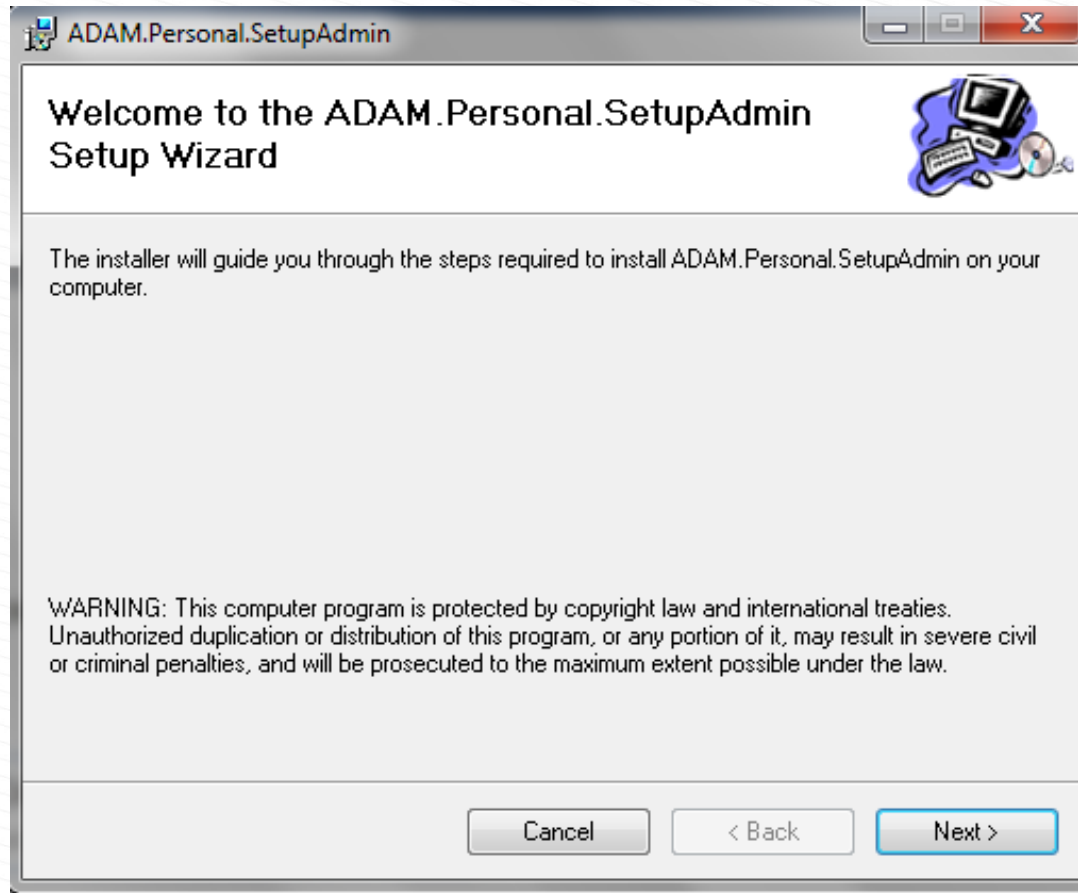 ADAM.Personal.SetupAdmin
Welcome to the ADAM.Personal.SetupAdmin
Setup Wizard
The installer will guide you through the steps required to install ADAM.Personal.SetupAdmin on your
computer.
WARNING: This computer program is protected by copyright law and international treaties.
Unauthorized duplication or distribution of this program, or any portion of it, may result in severe civil
or criminal penalties, and will be prosecuted to the maximum extent possible under the law.
Cancel < Back Next >